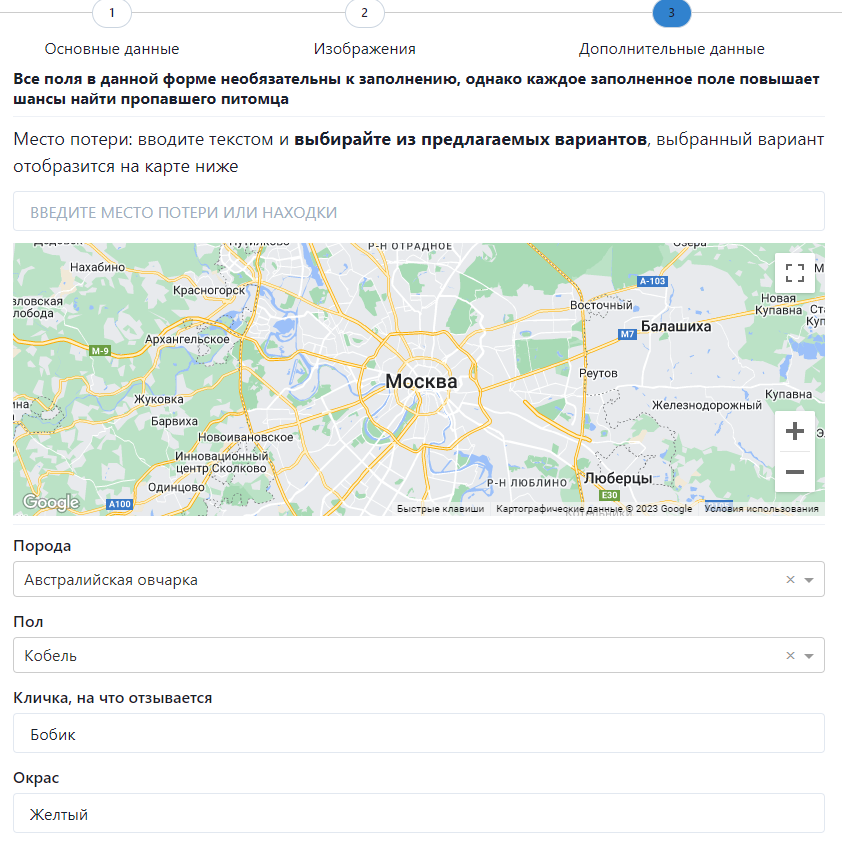 1
2
3
Основные данные
Изображения
Дополнительные данные
Все поля в данной форме необязательны к заполнению, однако каждое заполненное поле повышает
шансы найти пропавшего питомца
Место потери: вводите текстом и выбирайте из предлагаемых вариантов, выбранный вариант
отобразится на карте ниже
ВВЕДИТЕ МЕСТО ПОТЕРИ ИЛИ НАХОДКИ
Р-Н ОТРАДНОЕ
Нахабино
Красногорск
А-103
Новая
Купавна
Восточный
Балашиха
М7
Архангельское
М-9
Реутов
Москва
Купавна
Жуковка
Железнодорожный
Барвиха
Новоивановское
Инновационный
центр Сколково
Одинцово
Р-Н ЛЮБЛИНО
Люберцы
E30
Google
A100
Быстрые клавиши
Картографические данные © 2023 Google
Условия использования
Порода
Австралийская овчарка
Пол
Кобель
Кличка, на что отзывается
Бобик
Окрас
Желтый